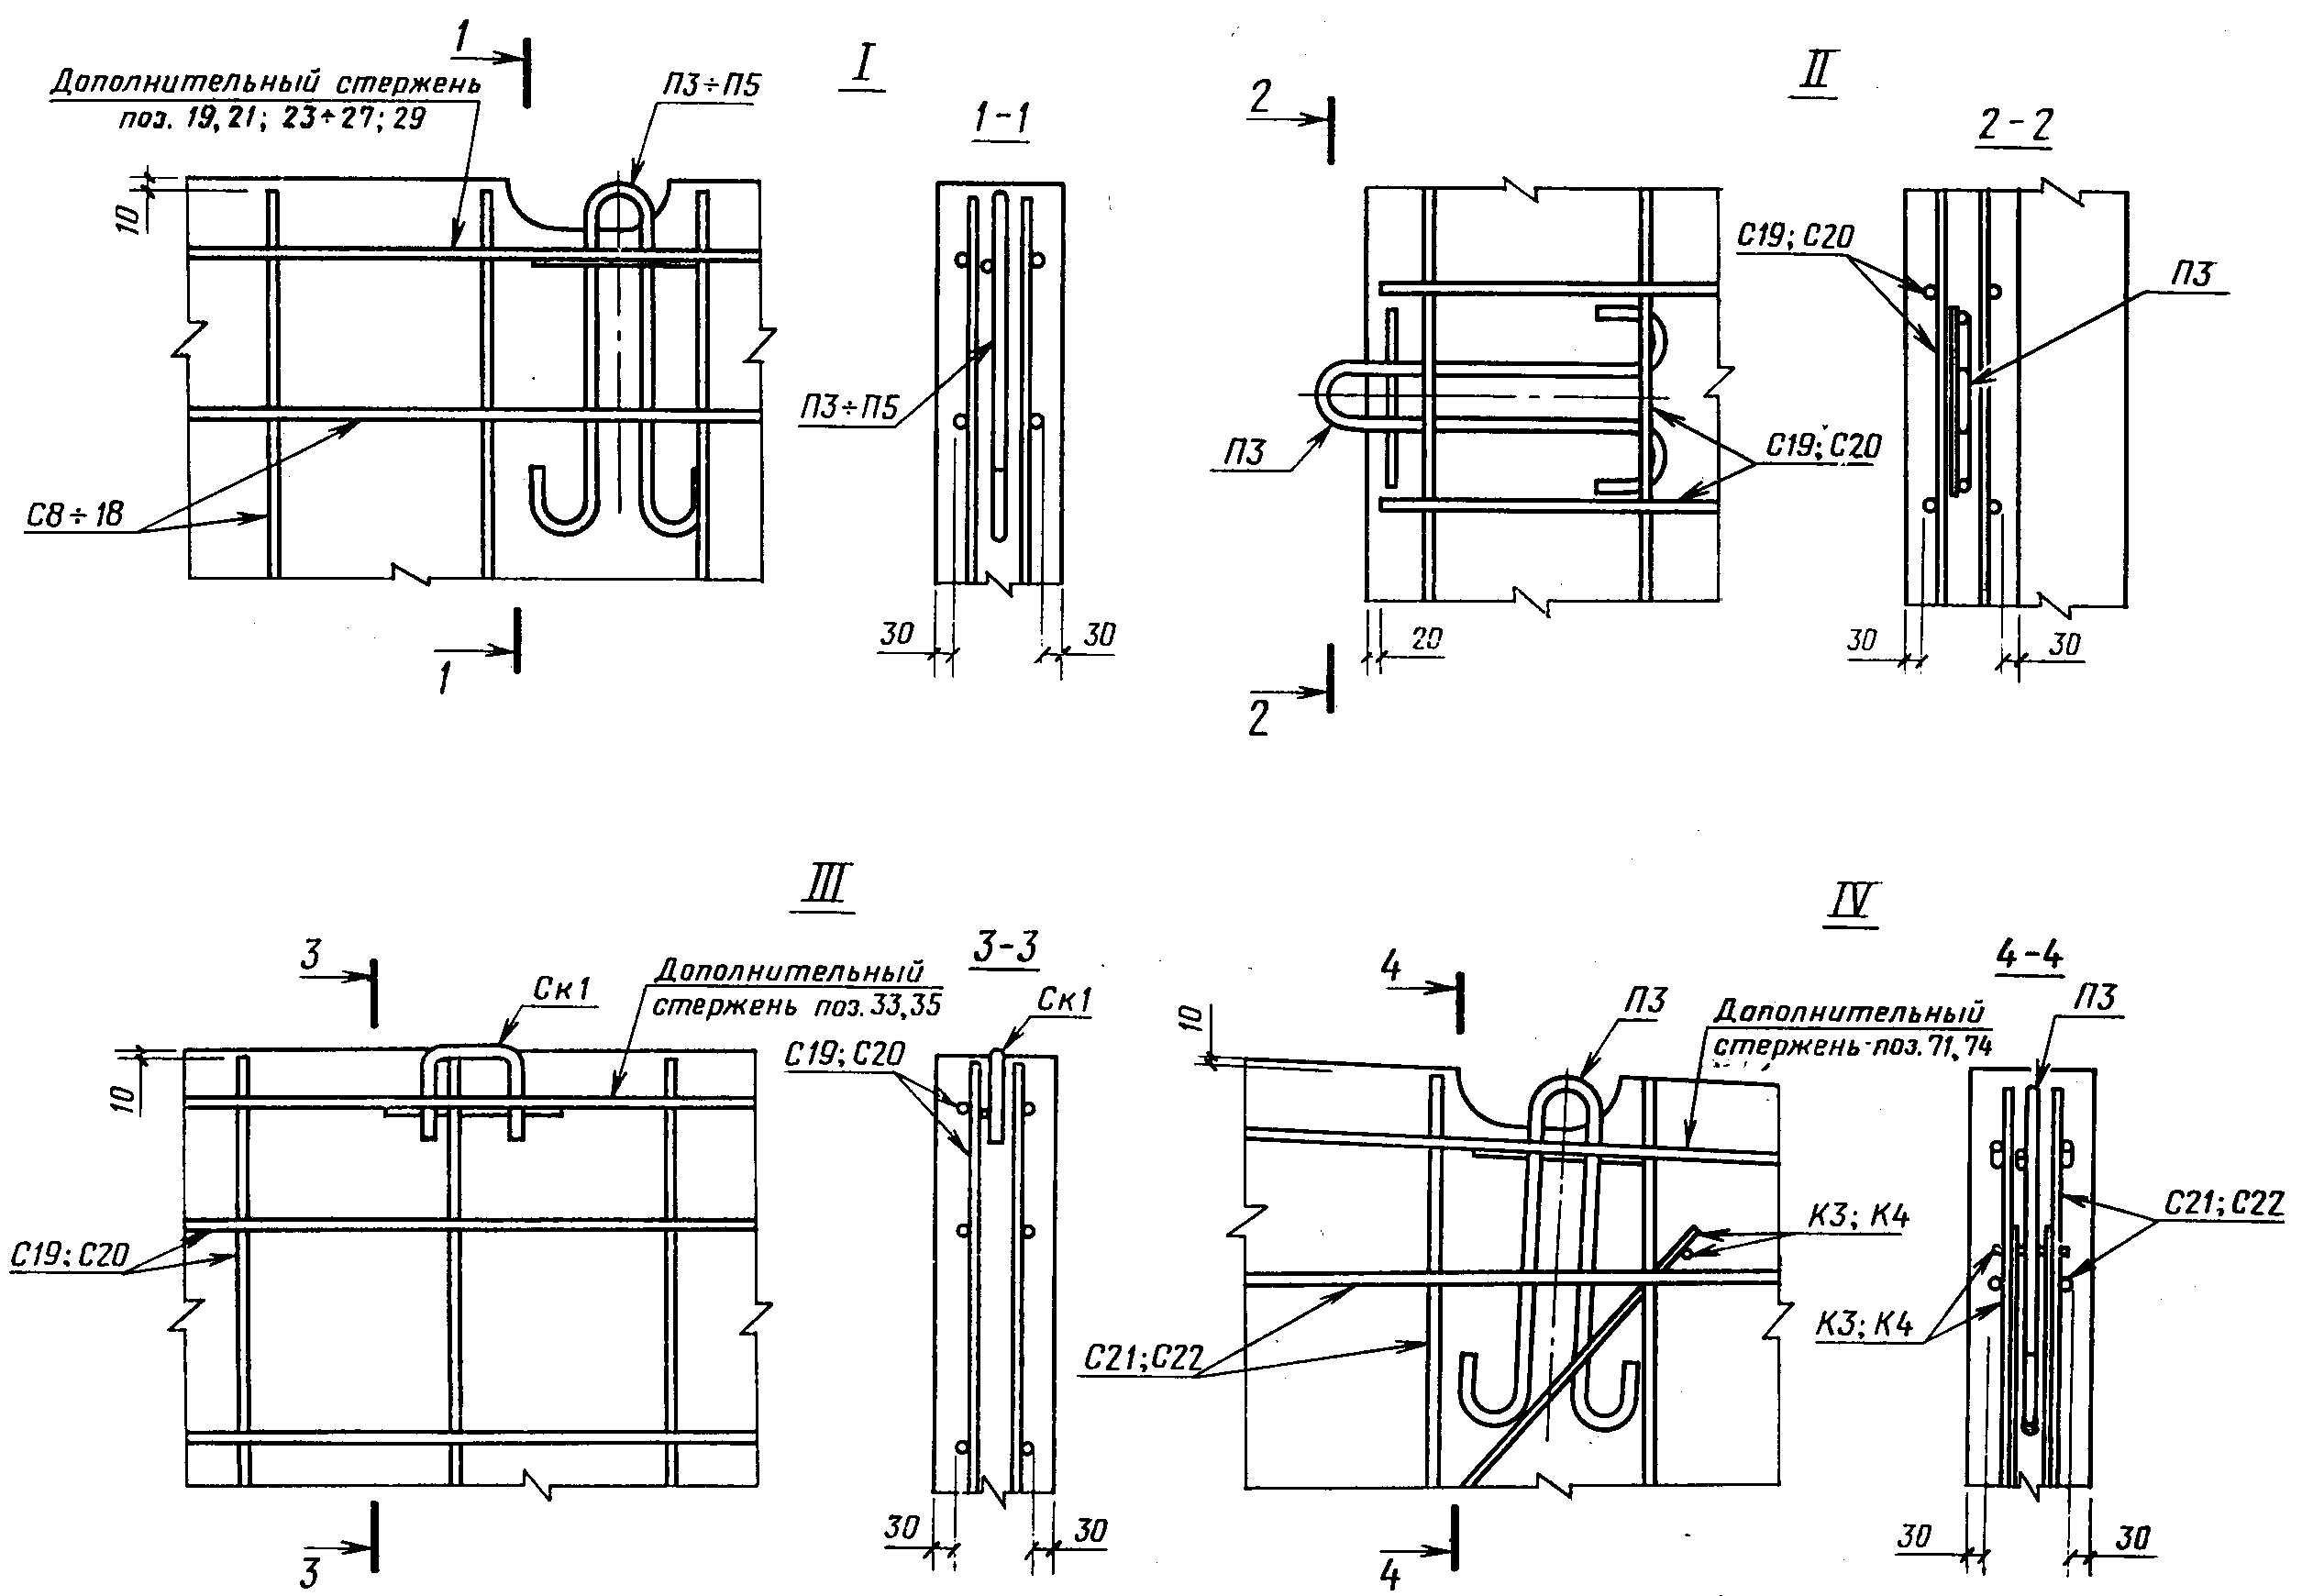 1
Дополнительный стержень
поз. 19, 21; 23÷27; 29
П3÷П5
I
1-1
10
П3÷П5
С8÷18
30
30
1
2
II
2-2
С19; С20
П3
П3
С19; С20
20
30
30
2
III
3
3-3
Ск1
Дополнительный
стержень поз. 33, 35
Ск1
С19; С20
10
С19; С20
30
30
3
IV
4
4-4
10
П3
П3
Дополнительный
стержень-поз. 71, 74
К3; К4
С21; С22
С21; С22
К3; К4
30
30
4